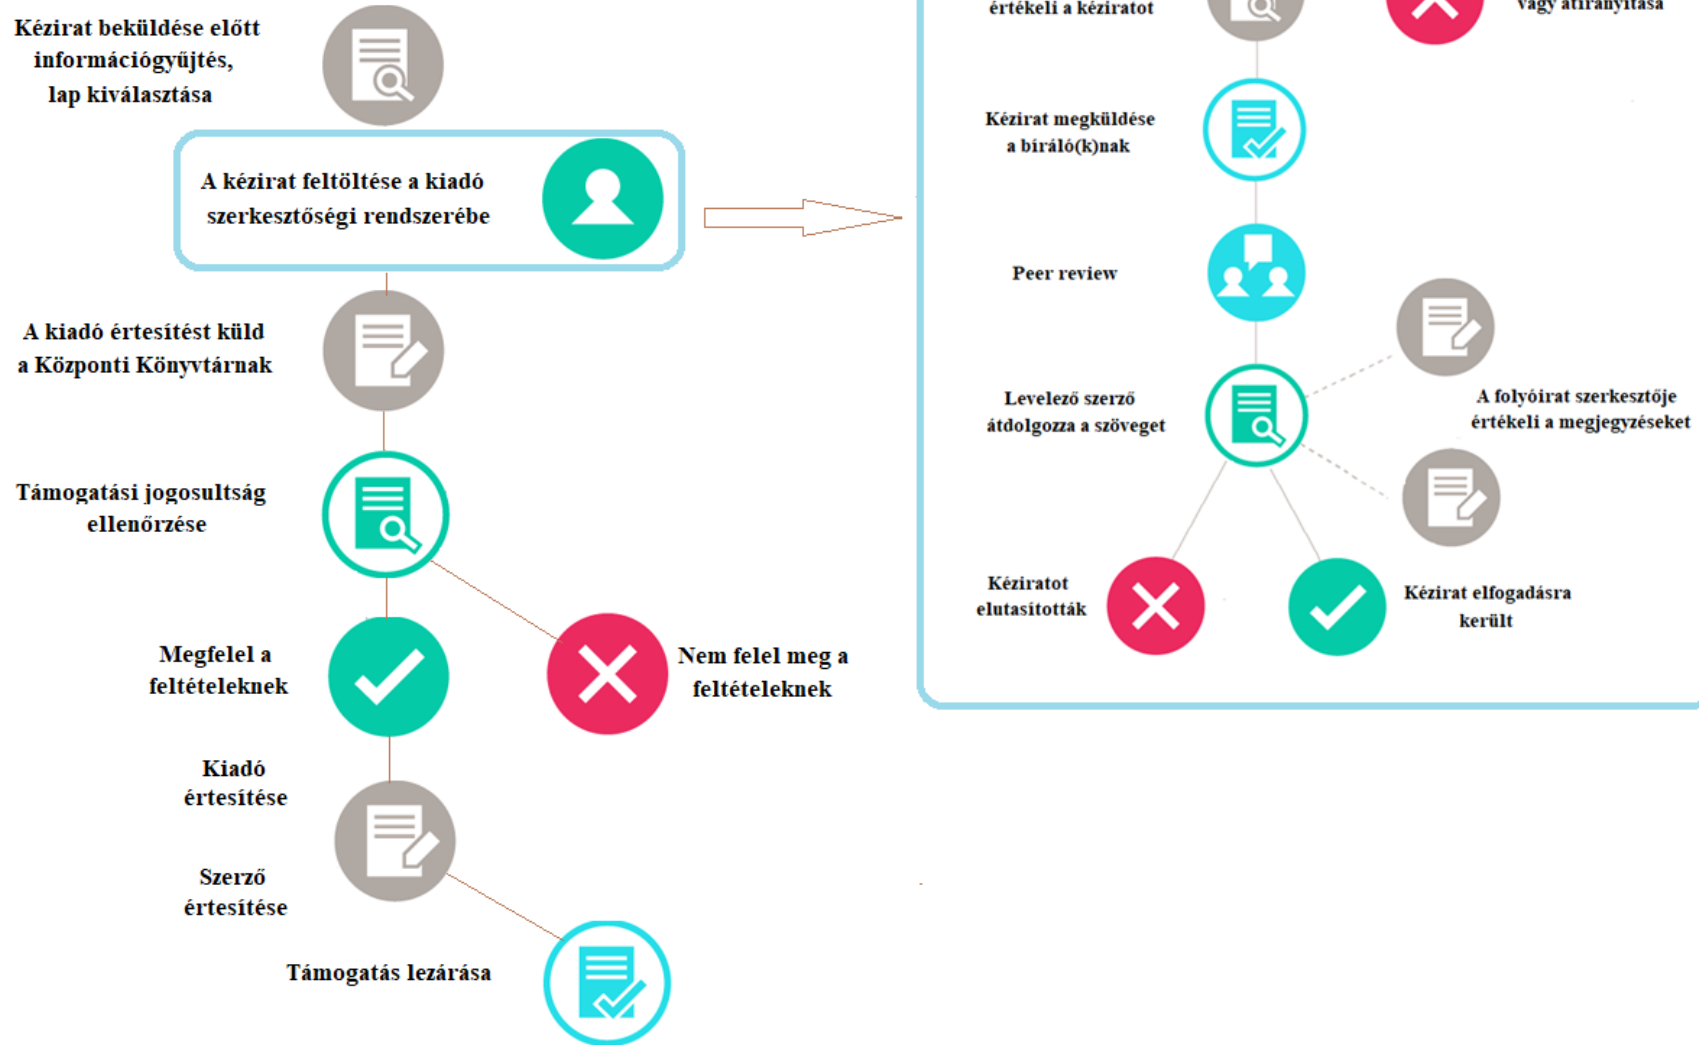 Kézirat beküldése előtt
információgyűjtés,
lap kiválasztása
A kézirat feltöltése a kiadó
szerkesztőségi rendszerébe
A kiadó értesítést küld
a Központi Könyvtárnak
Támogatási jogosultság
ellenőrzése
Megfelel a
feltételeknek
Nem felel meg a
feltételeknek
Kiadó
értesítése
Szerző
értesítése
Támogatás lezárása
értékeli a kéziratot
vagy átirányítása
Kézirat megküldése
a bíráló(k)nak
Peer review
Levelező szerző
átdolgozza a szöveget
A folyóirat szerkesztője
értékeli a megjegyzéseket
Kéziratot
elutasították
Kézirat elfogadásra
került